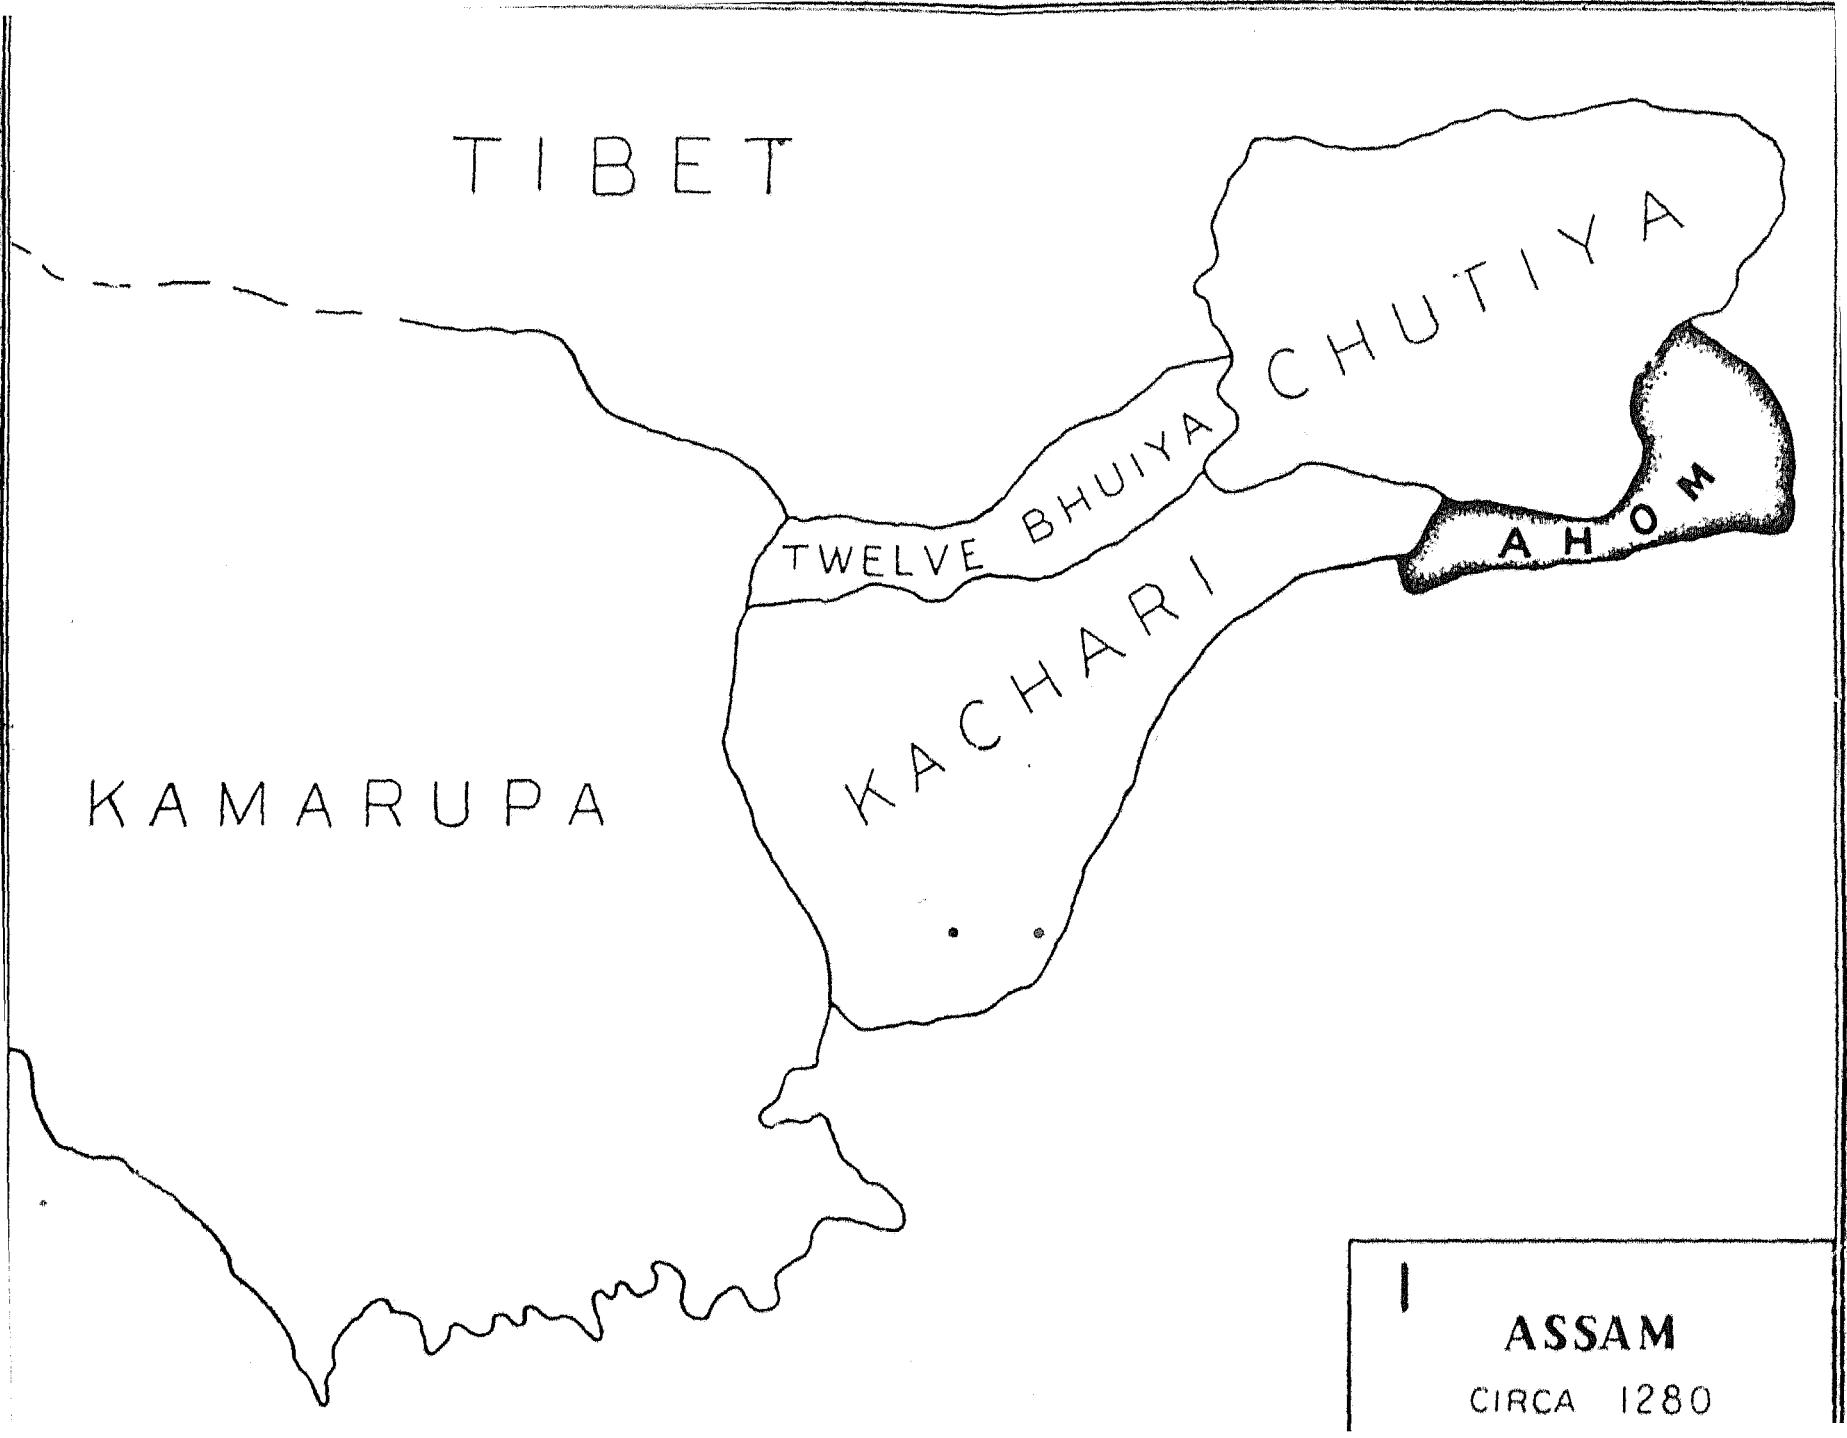 TIBET
CHUTIYA
TWELVE BHUIYA
AHOM
KACHARI
KAMARUPA
1
ASSAM
CIRCA 1280